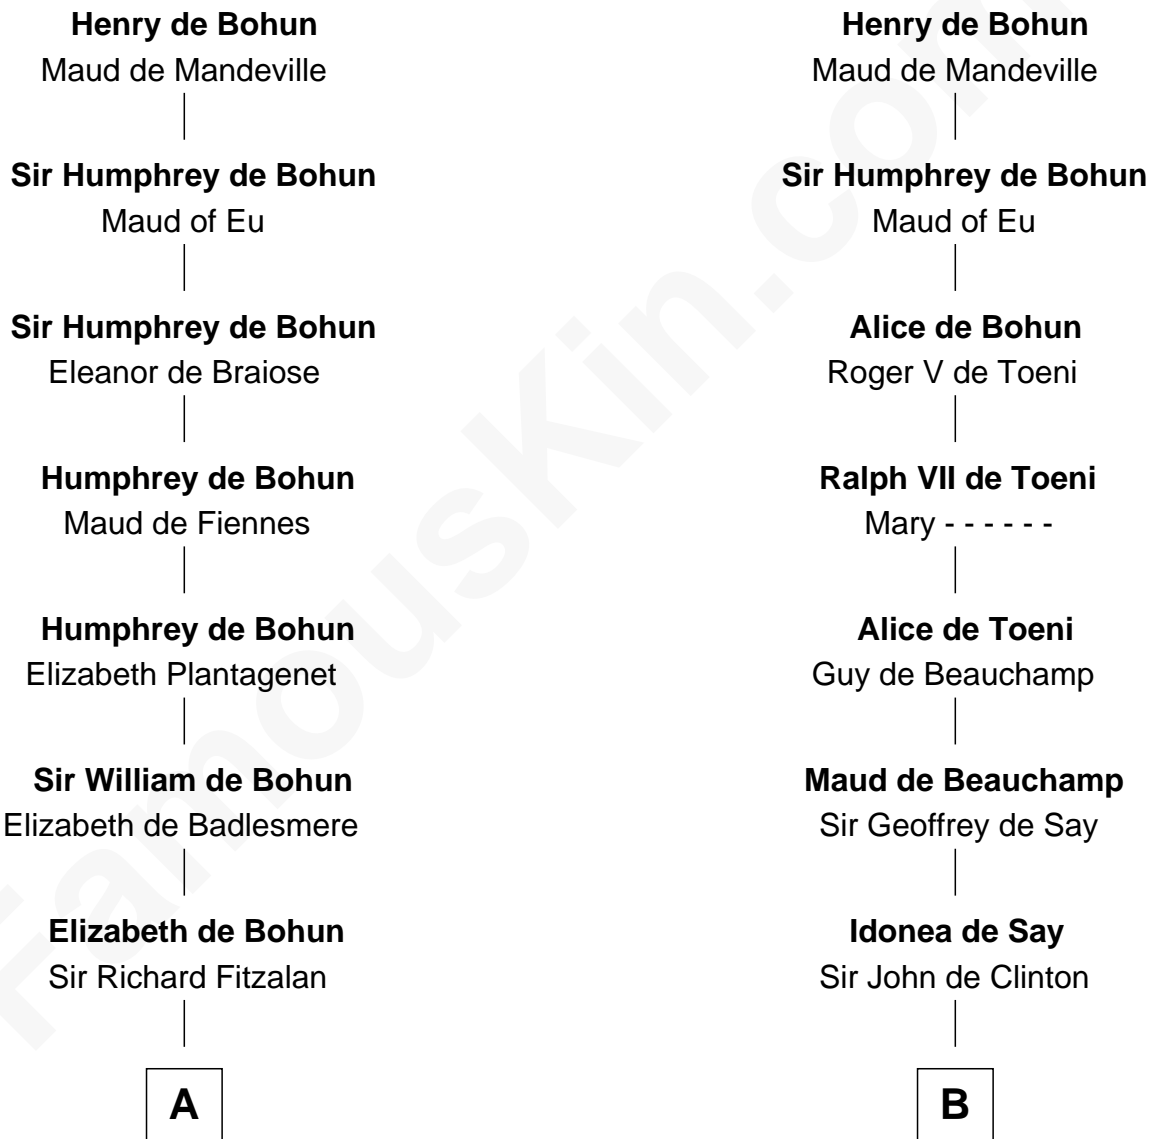 Henry de Bohun
Maud de Mandeville
Sir Humphrey de Bohun
Maud of Eu
Sir Humphrey de Bohun
Eleanor de Braiose
Humphrey de Bohun
Maud de Fiennes
Humphrey de Bohun
Elizabeth Plantagenet
Sir William de Bohun
Elizabeth de Badlesmere
Elizabeth de Bohun
Sir Richard Fitzalan
A
Henry de Bohun
Maud de Mandeville
Sir Humphrey de Bohun
Maud of Eu
Alice de Bohun
Roger V de Toeni
Ralph VII de Toeni
Mary - - - - - -
Alice de Toeni
Guy de Beauchamp
Maud de Beauchamp
Sir Geoffrey de Say
Idonea de Say
Sir John de Clinton
B
FamousKin.com